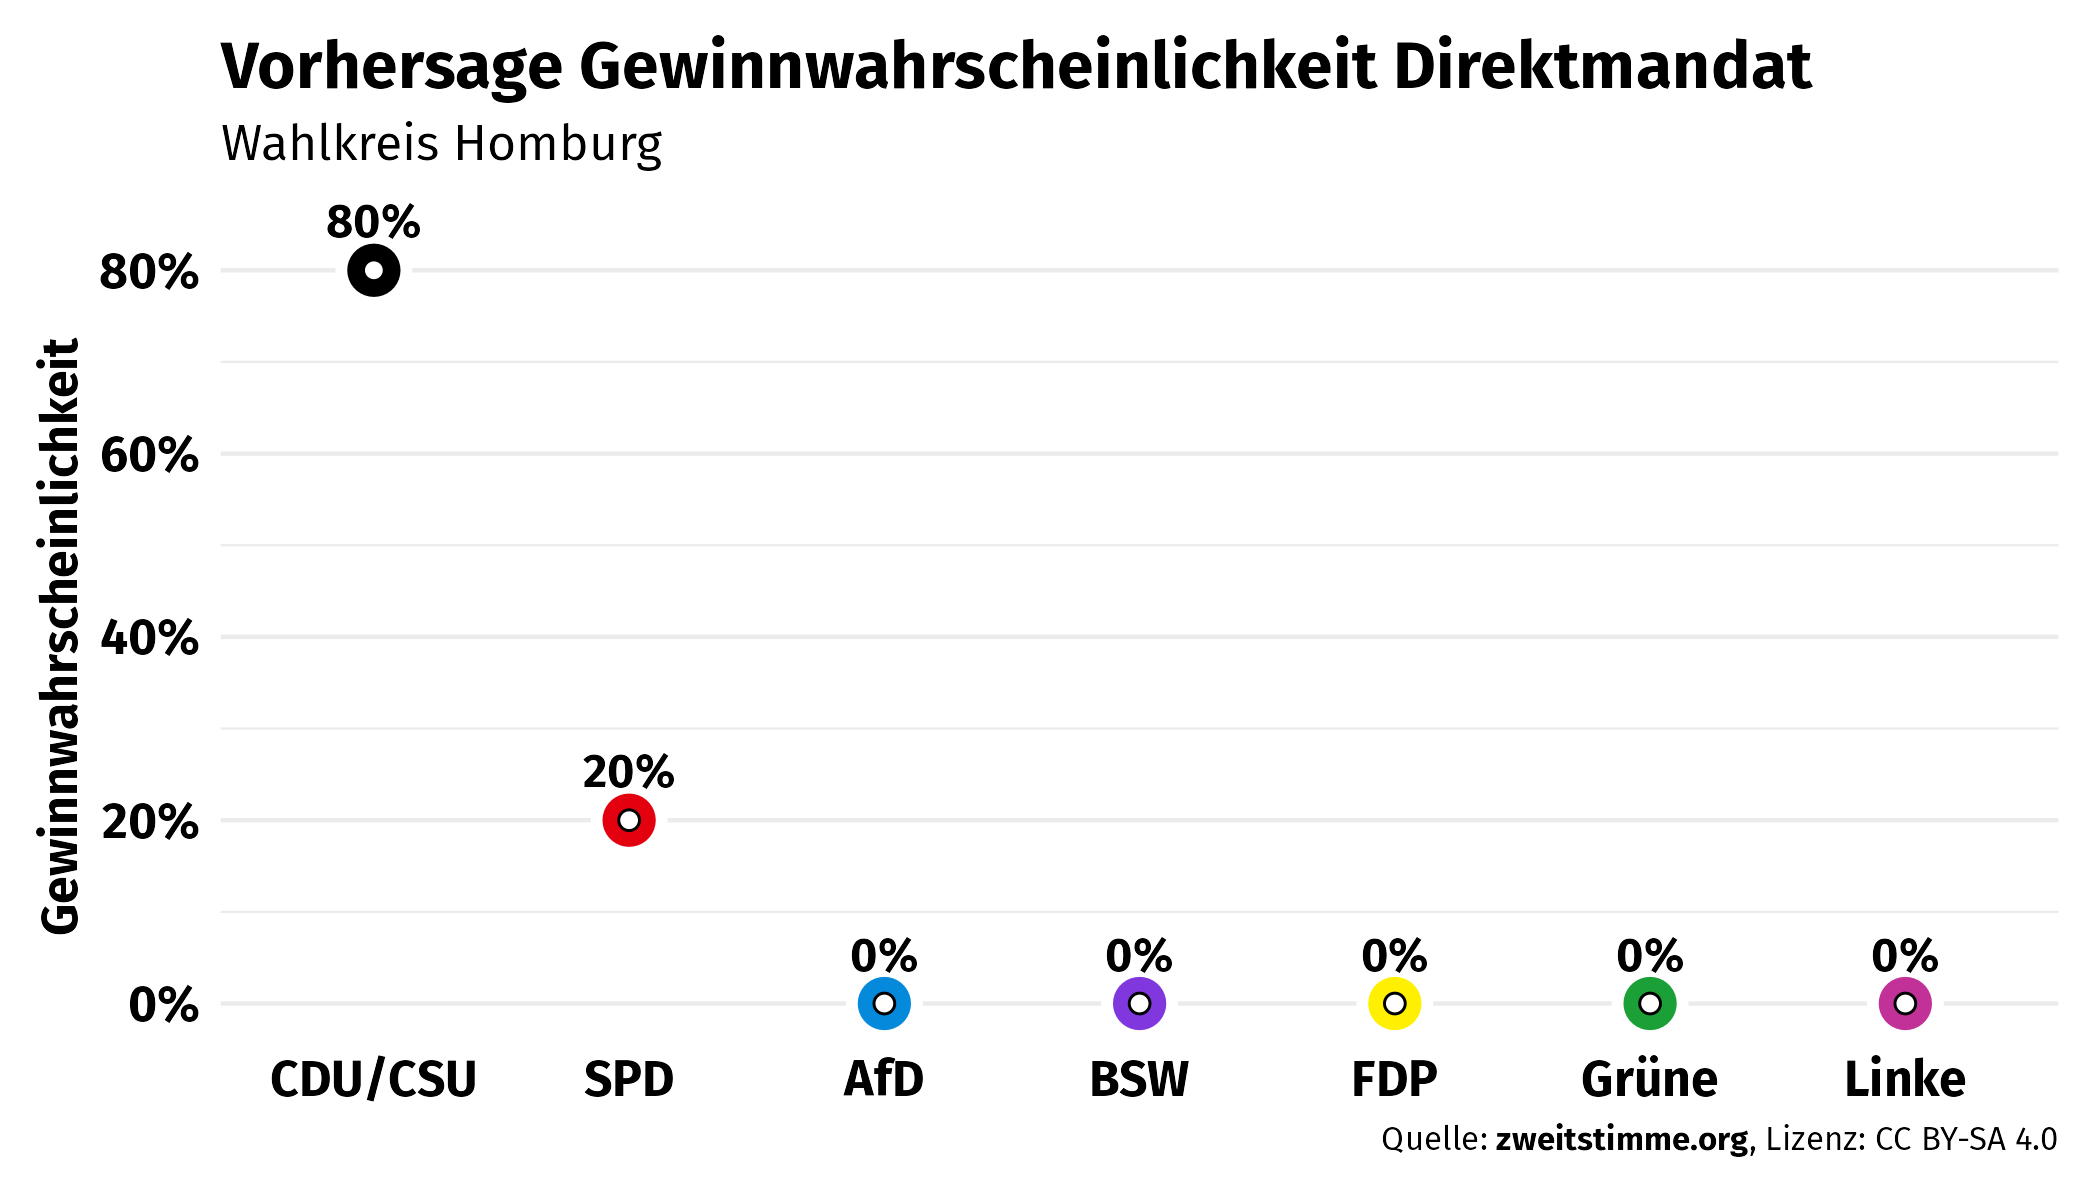 Vorhersage Gewinnwahrscheinlichkeit Direktmandat
Wahlkreis Homburg
Gewinnwahrscheinlichkeit
80%
60%
40%
20%
0%
80%
20%
0%
0%
0%
0%
0%
CDU/CSU
SPD
AfD
BSW
FDP
Grüne
Linke
Quelle: zweitstimme.org, Lizenz: CC BY-SA 4.0